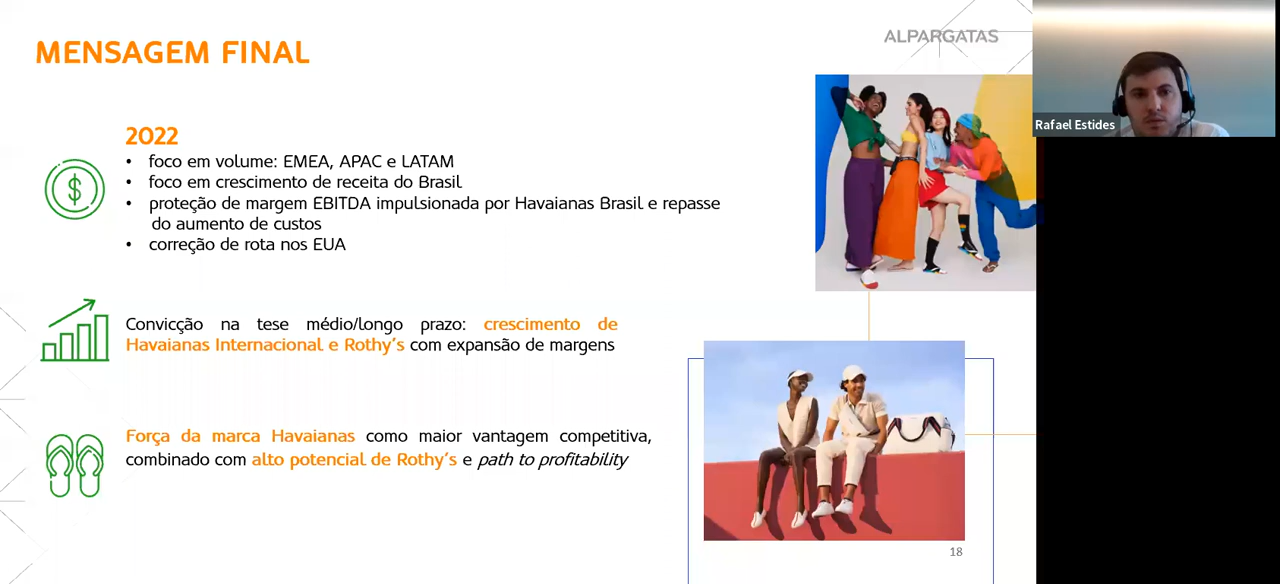 MENSAGEM FINAL
ALPARGATAS
Rafael Estides
2022
• foco em volume: EMEA, APAC e LATAM
• foco em crescimento de receita do Brasil
• proteção de margem EBITDA impulsionada por Havaianas Brasil e repasse
do aumento de custos
• correção de rota nos EUA
Convicção na tese médio/longo prazo: crescimento de
Havaianas Internacional e Rothy's com expansão de margens
Força da marca Havaianas como maior vantagem competitiva,
combinado com alto potencial de Rothy's e path to profitability
18